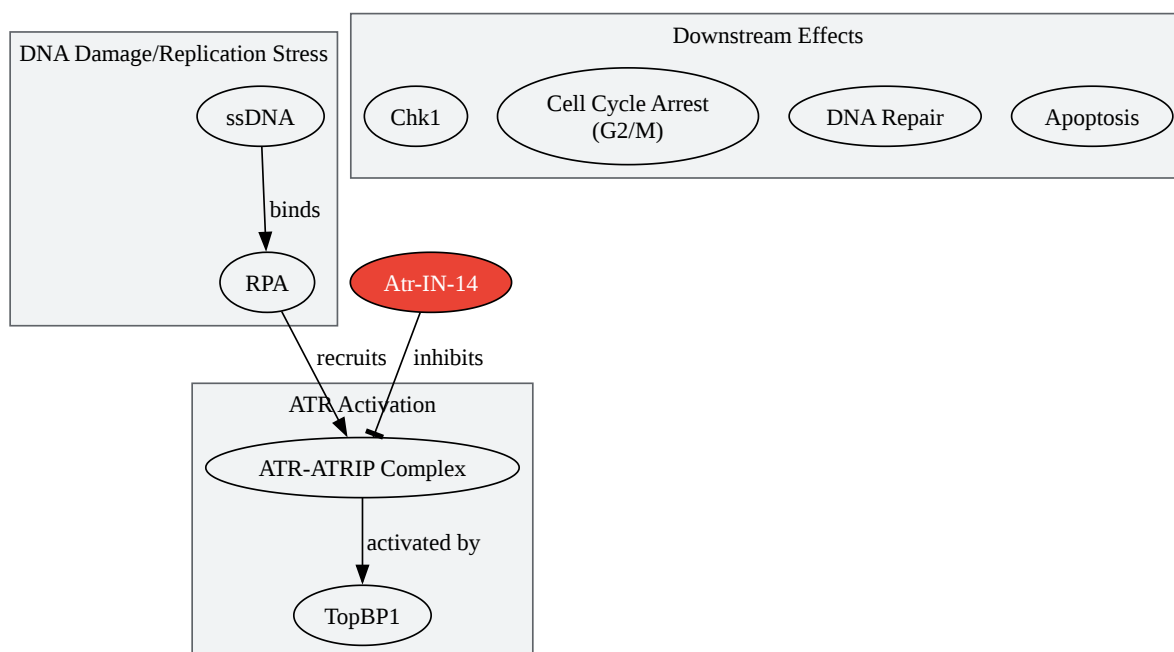 DNA Damage/Replication Stress
ssDNA
binds
RPA
Downstream Effects
Chk1
Cell Cycle Arrest
(G2/M)
DNA Repair
Apoptosis
Atr-IN-14
recruits
inhibits
ATR Activation
ATR-ATRIP Complex
activated by
TopBP1